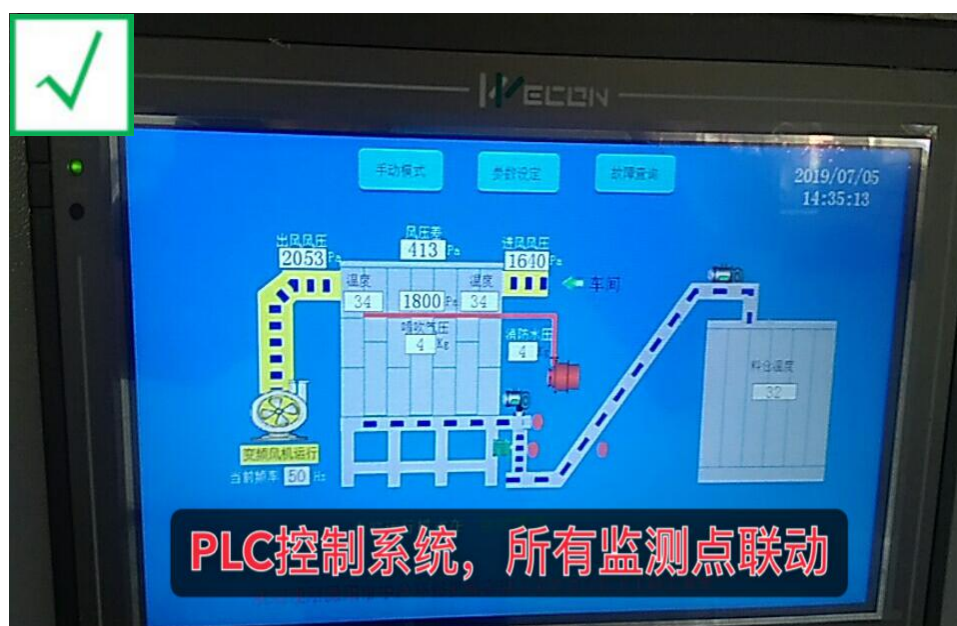 WECON
手动模式
参数设定
故障查询
2019/07/05
14:35:13
出风风压
2053 Pa
风压差
413 Pa
进风风压
1640 Pa
车间
温度
34
1800 Pa
温度
34
喷吹气压
4 Kg
消防水压
4
料仓温度
32
变频风机运行
当前频率 50 Hz
PLC控制系统，所有监测点联动